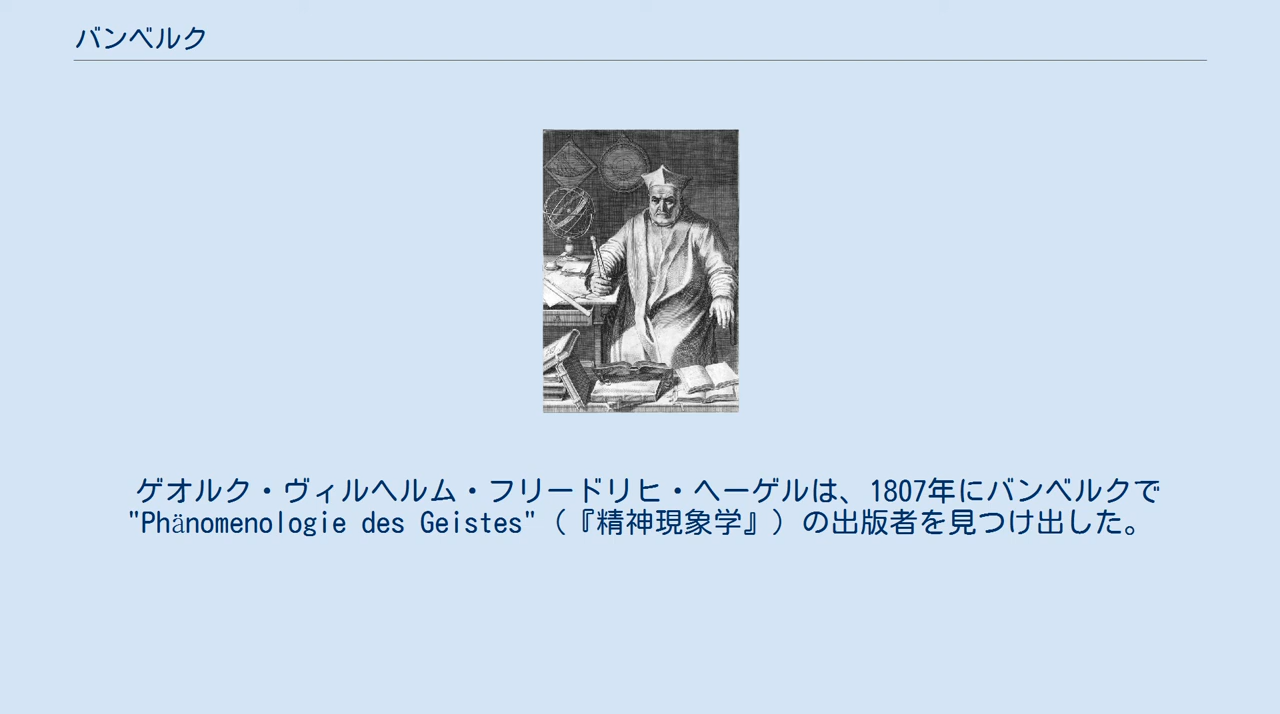 バンベルク
ゲオルク・ヴィルヘルム・フリードリヒ・ヘーゲルは、1807年にバンベルクで
"Phänomenologie des Geistes"（『精神現象学』）の出版者を見つけ出した。